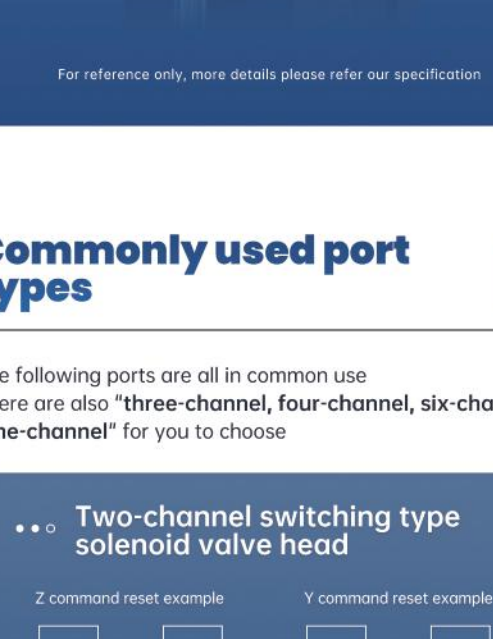 For reference only, more details please refer our specification
Commonly used port
ypes
e following ports are all in common use
ere are also "three-channel, four-channel, six-cha
ne-channel" for you to choose
Two-channel switching type
solenoid valve head
Z command reset example Y command reset example